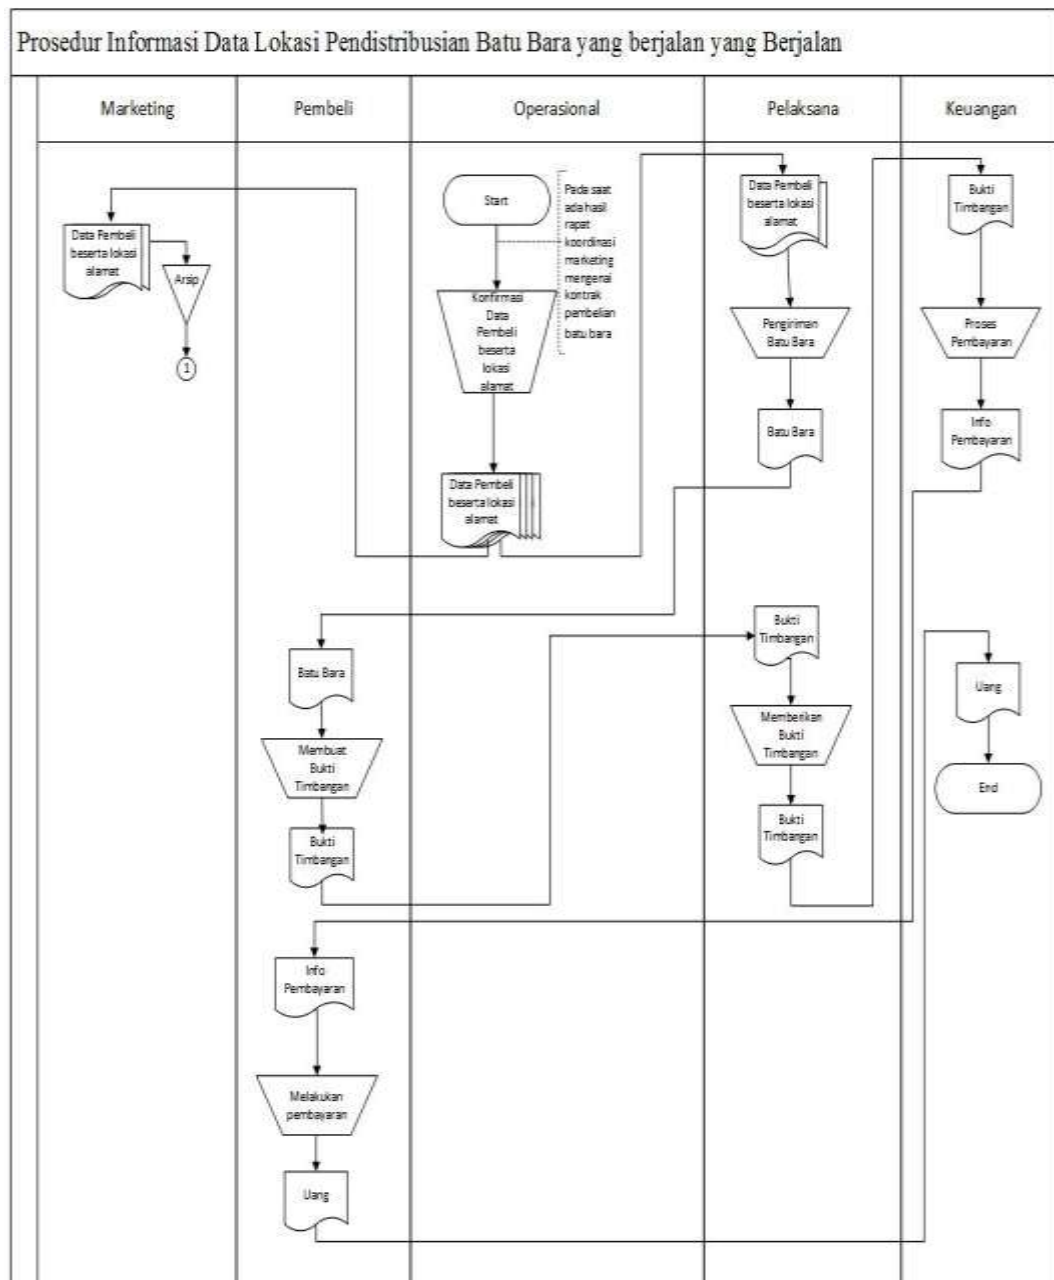 Prosedur Informasi Data Lokasi Pendistribusian Batu Bara yang berjalan yang Berjalan
Marketing
Pembeli
Operasional
Pelaksana
Keuangan
Data Pembeli
beserta lokasi
alamat
Arsip
1
Start
Pada saat
ada hasil
rapat
koordinasi
marketing
mengenai
kontrak
pembelian
batu bara
Konfirmasi
Data
Pembeli
beserta
lokasi
alamat
Data Pembeli
beserta lokasi
alamat
Data Pembeli
beserta lokasi
alamat
Pengiriman
Batu Bara
Batu Bara
Bukti
Timbangan
Proses
Pembayaran
Info
Pembayaran
Batu Bara
Membuat
Bukti
Timbangan
Bukti
Timbangan
Bukti
Timbangan
Memberikan
Bukti
Timbangan
Bukti
Timbangan
Uang
End
Info
Pembayaran
Melakukan
pembayaran
Uang